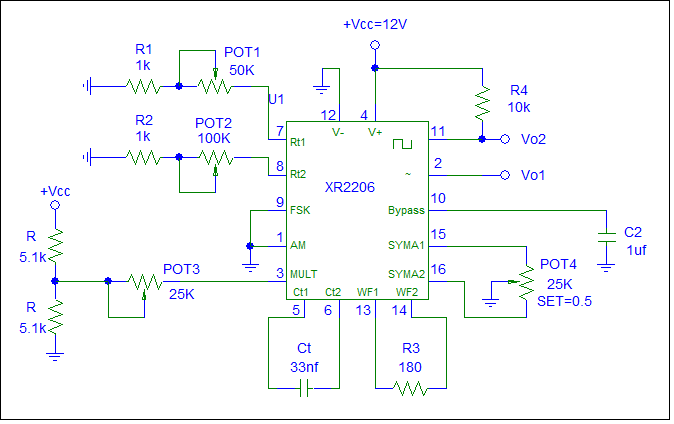 +Vcc=12V
R1
1k
POT1
50K
U1
R2
1k
POT2
100K
R4
10k
12
4
V-
V+
7
Rt1
11
Vo2
8
Rt2
2
~
Vo1
XR2206
9
FSK
10
Bypass
+Vcc
R
5.1k
1
AM
15
SYMA1
C2
1uf
POT3
25K
3
MULT
16
SYMA2
POT4
25K
SET=0.5
R
5.1k
Ct1
Ct2
WF1
WF2
5
6
13
14
Ct
33nf
R3
180